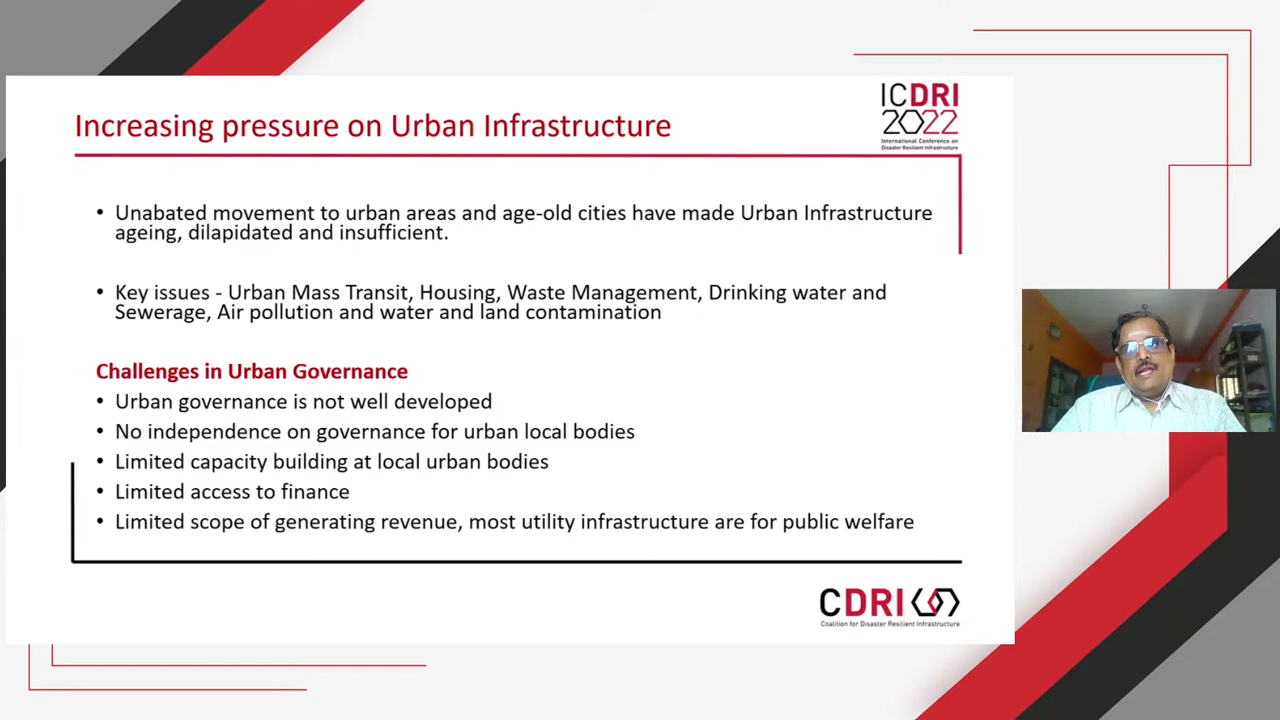 ICDRI
2022
International Conference on
Disaster Resilient Infrastructure
Increasing pressure on Urban Infrastructure
• Unabated movement to urban areas and age-old cities have made Urban Infrastructure
ageing, dilapidated and insufficient.
• Key issues - Urban Mass Transit, Housing, Waste Management, Drinking water and
Sewerage, Air pollution and water and land contamination
Challenges in Urban Governance
• Urban governance is not well developed
• No independence on governance for urban local bodies
• Limited capacity building at local urban bodies
• Limited access to finance
• Limited scope of generating revenue, most utility infrastructure are for public welfare
CDRI
Coalition for Disaster Resilient Infrastructure